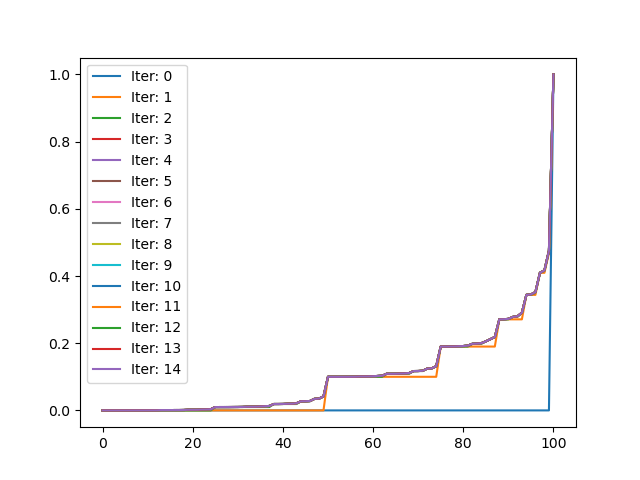 1.0
0.8
0.6
0.4
0.2
0.0
Iter: 0
Iter: 1
Iter: 2
Iter: 3
Iter: 4
Iter: 5
Iter: 6
Iter: 7
Iter: 8
Iter: 9
Iter: 10
Iter: 11
Iter: 12
Iter: 13
Iter: 14
0 20 40 60 80 100